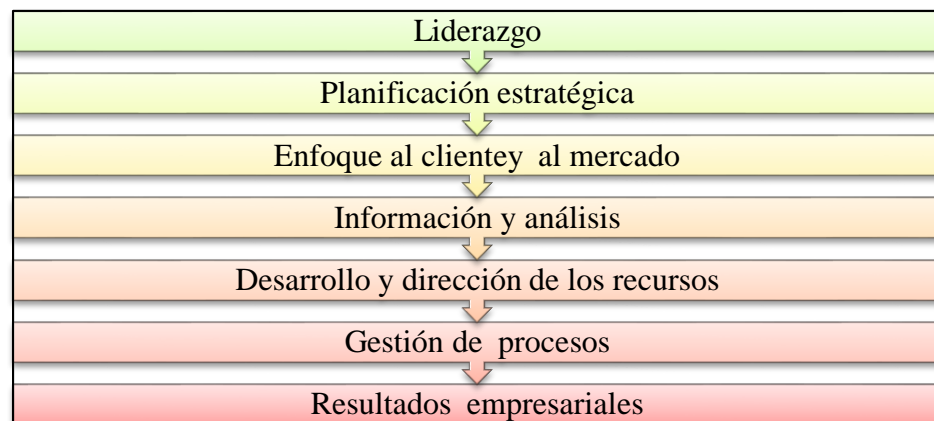 Liderazgo
Planificación estratégica
Enfoque al clientey al mercado
Información y análisis
Desarrollo y dirección de los recursos
Gestión de procesos
Resultados empresariales